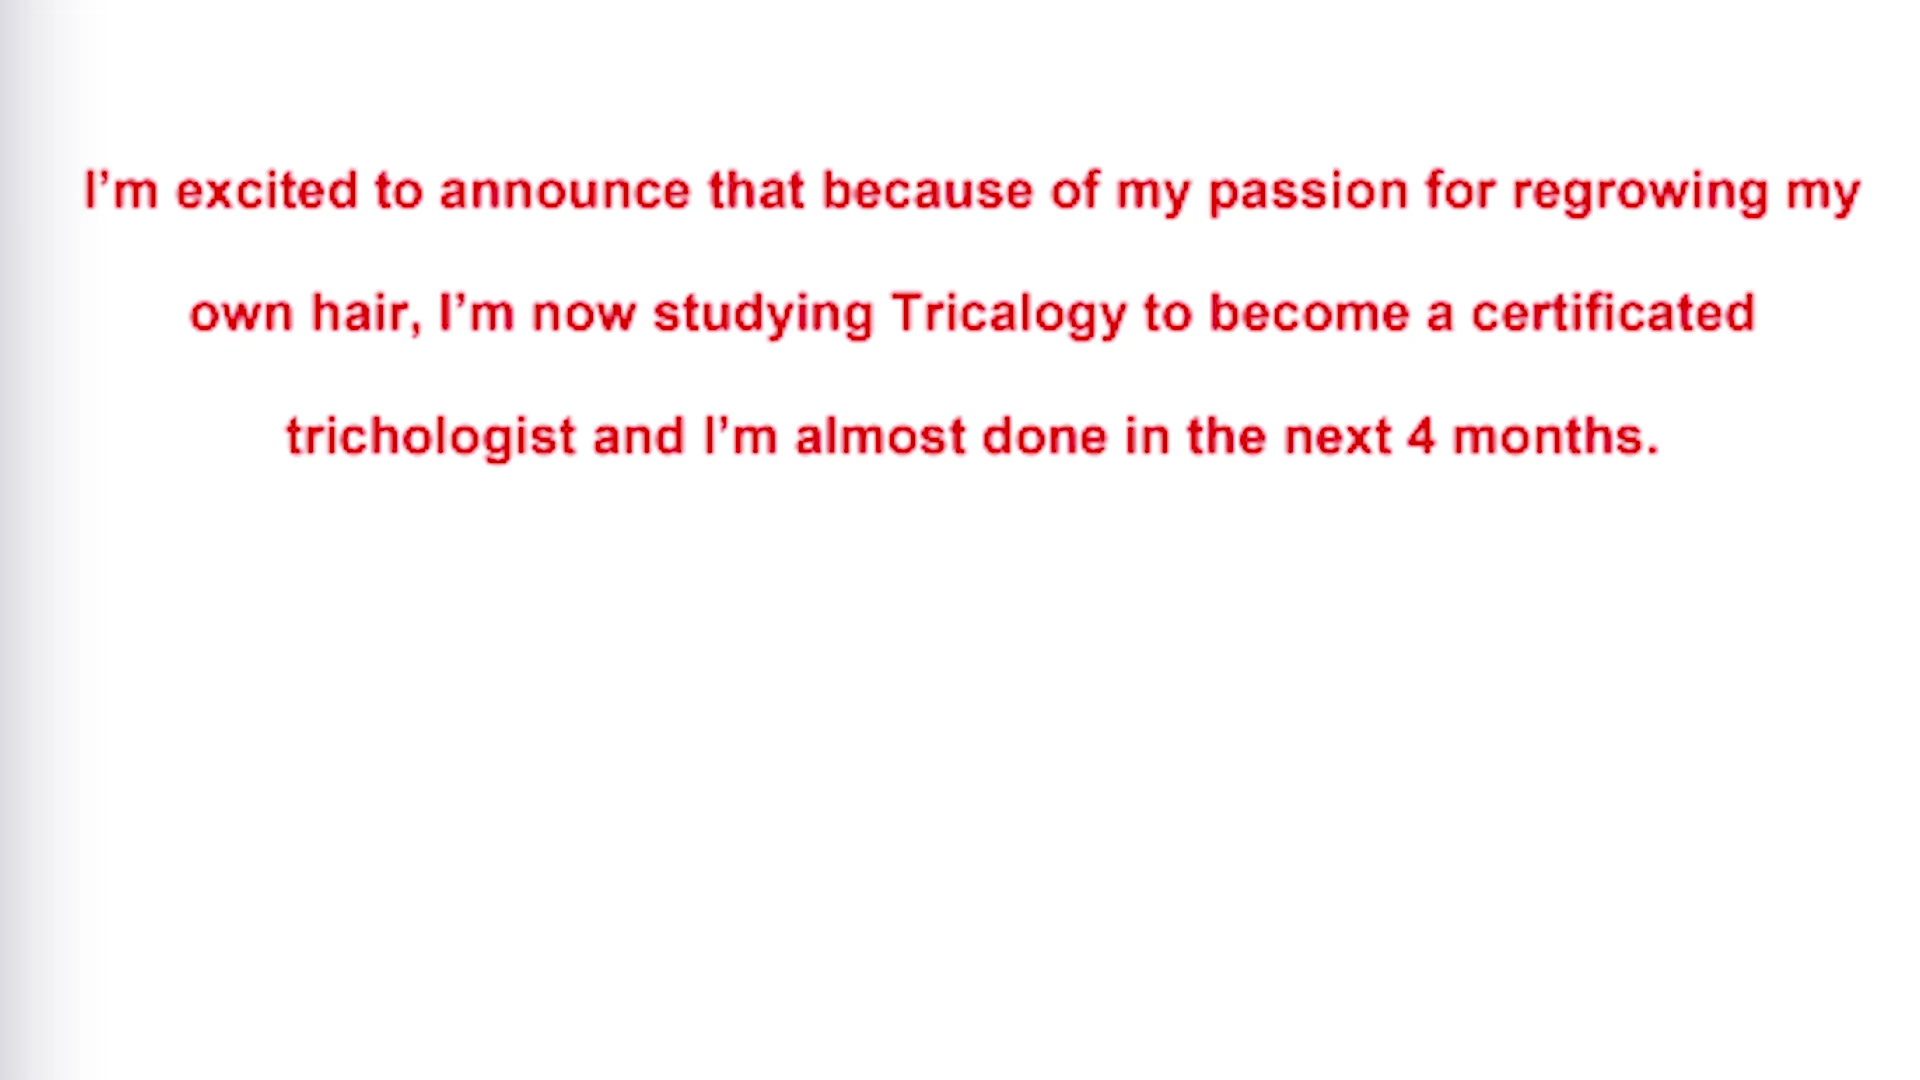 I’m excited to announce that because of my passion for regrowing my
own hair, I’m now studying Tricalogy to become a certificated
trichologist and I’m almost done in the next 4 months.